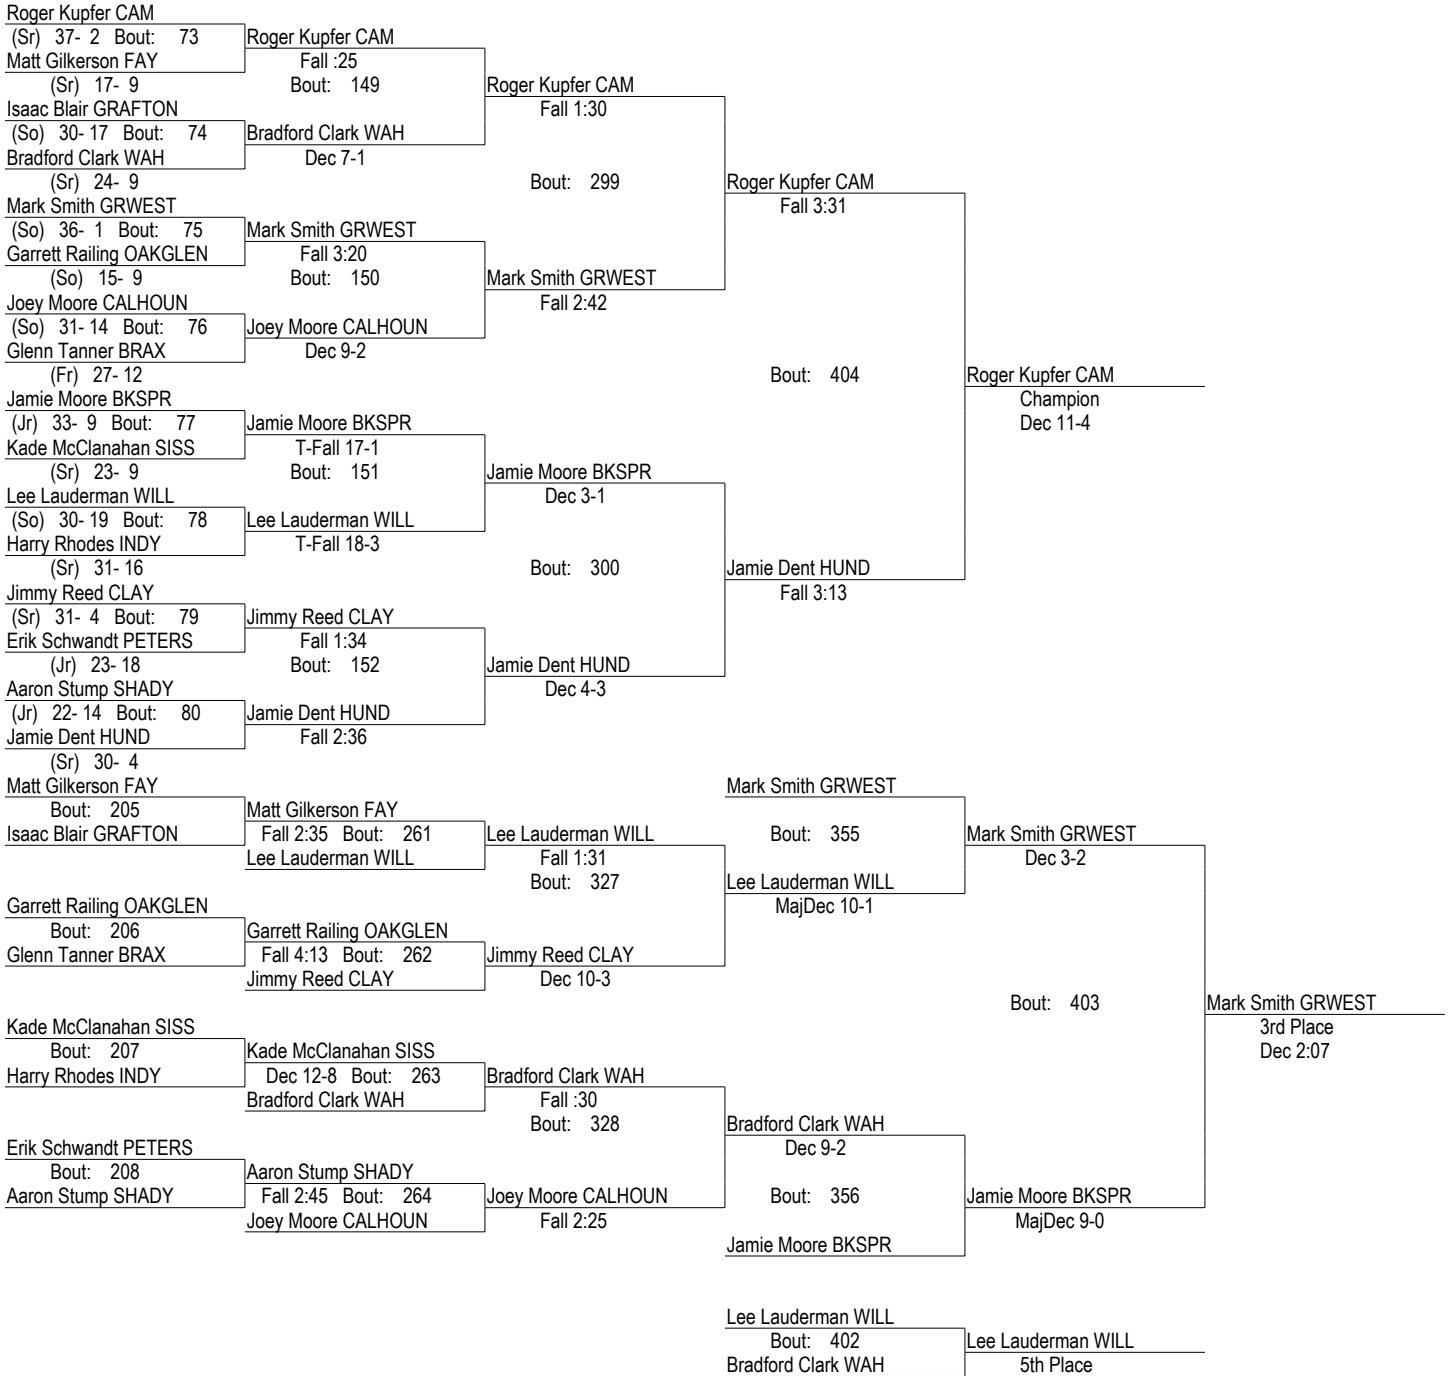 Roger Kupfer CAM
(Sr) 37- 2 Bout: 73 Roger Kupfer CAM
Matt Gilkerson FAY Fall :25
(Sr) 17- 9 Bout: 149 Roger Kupfer CAM
Isaac Blair GRAFTON Fall 1:30
(So) 30- 17 Bout: 74 Bradford Clark WAH
Bradford Clark WAH Dec 7-1
(Sr) 24- 9 Bout: 299 Roger Kupfer CAM
Mark Smith GRWEST Fall 3:31
(So) 36- 1 Bout: 75 Mark Smith GRWEST
Garrett Railing OAKGLEN Fall 3:20
(So) 15- 9 Bout: 150 Mark Smith GRWEST
Joey Moore CALHOUN Fall 2:42
(So) 31- 14 Bout: 76 Joey Moore CALHOUN
Glenn Tanner BRAX Dec 9-2
(Fr) 27- 12 Bout: 404 Roger Kupfer CAM
Jamie Moore BKSPR Champion
(Jr) 33- 9 Bout: 77 Jamie Moore BKSPR Dec 11-4
Kade McClanahan SISS T-Fall 17-1
(Sr) 23- 9 Bout: 151 Jamie Moore BKSPR
Lee Lauderman WILL Dec 3-1
(So) 30- 19 Bout: 78 Lee Lauderman WILL
Harry Rhodes INDY T-Fall 18-3
(Sr) 31- 16 Bout: 300 Jamie Dent HUND
Jimmy Reed CLAY Fall 3:13
(Sr) 31- 4 Bout: 79 Jimmy Reed CLAY
Erik Schwandt PETERS Fall 1:34
(Jr) 23- 18 Bout: 152 Jamie Dent HUND
Aaron Stump SHADY Dec 4-3
(Jr) 22- 14 Bout: 80 Jamie Dent HUND
Jamie Dent HUND Fall 2:36
(Sr) 30- 4
Matt Gilkerson FAY Mark Smith GRWEST
Bout: 205 Matt Gilkerson FAY
Isaac Blair GRAFTON Fall 2:35 Bout: 261 Lee Lauderman WILL Bout: 355 Mark Smith GRWEST
Lee Lauderman WILL Fall 1:31 Dec 3-2
Bout: 327 Lee Lauderman WILL
Garrett Railing OAKGLEN MajDec 10-1
Bout: 206 Garrett Railing OAKGLEN
Glenn Tanner BRAX Fall 4:13 Bout: 262 Jimmy Reed CLAY
Jimmy Reed CLAY Dec 10-3
Bout: 403 Mark Smith GRWEST
Kade McClanahan SISS 3rd Place
Bout: 207 Kade McClanahan SISS Dec 2:07
Harry Rhodes INDY Dec 12-8 Bout: 263 Bradford Clark WAH
Bradford Clark WAH Fall :30
Bout: 328 Bradford Clark WAH
Erik Schwandt PETERS Dec 9-2
Bout: 208 Aaron Stump SHADY
Aaron Stump SHADY Fall 2:45 Bout: 264 Joey Moore CALHOUN Bout: 356 Jamie Moore BKSPR
Joey Moore CALHOUN Fall 2:25 MajDec 9-0
Jamie Moore BKSPR
Lee Lauderman WILL
Bout: 402 Lee Lauderman WILL
Bradford Clark WAH 5th Place